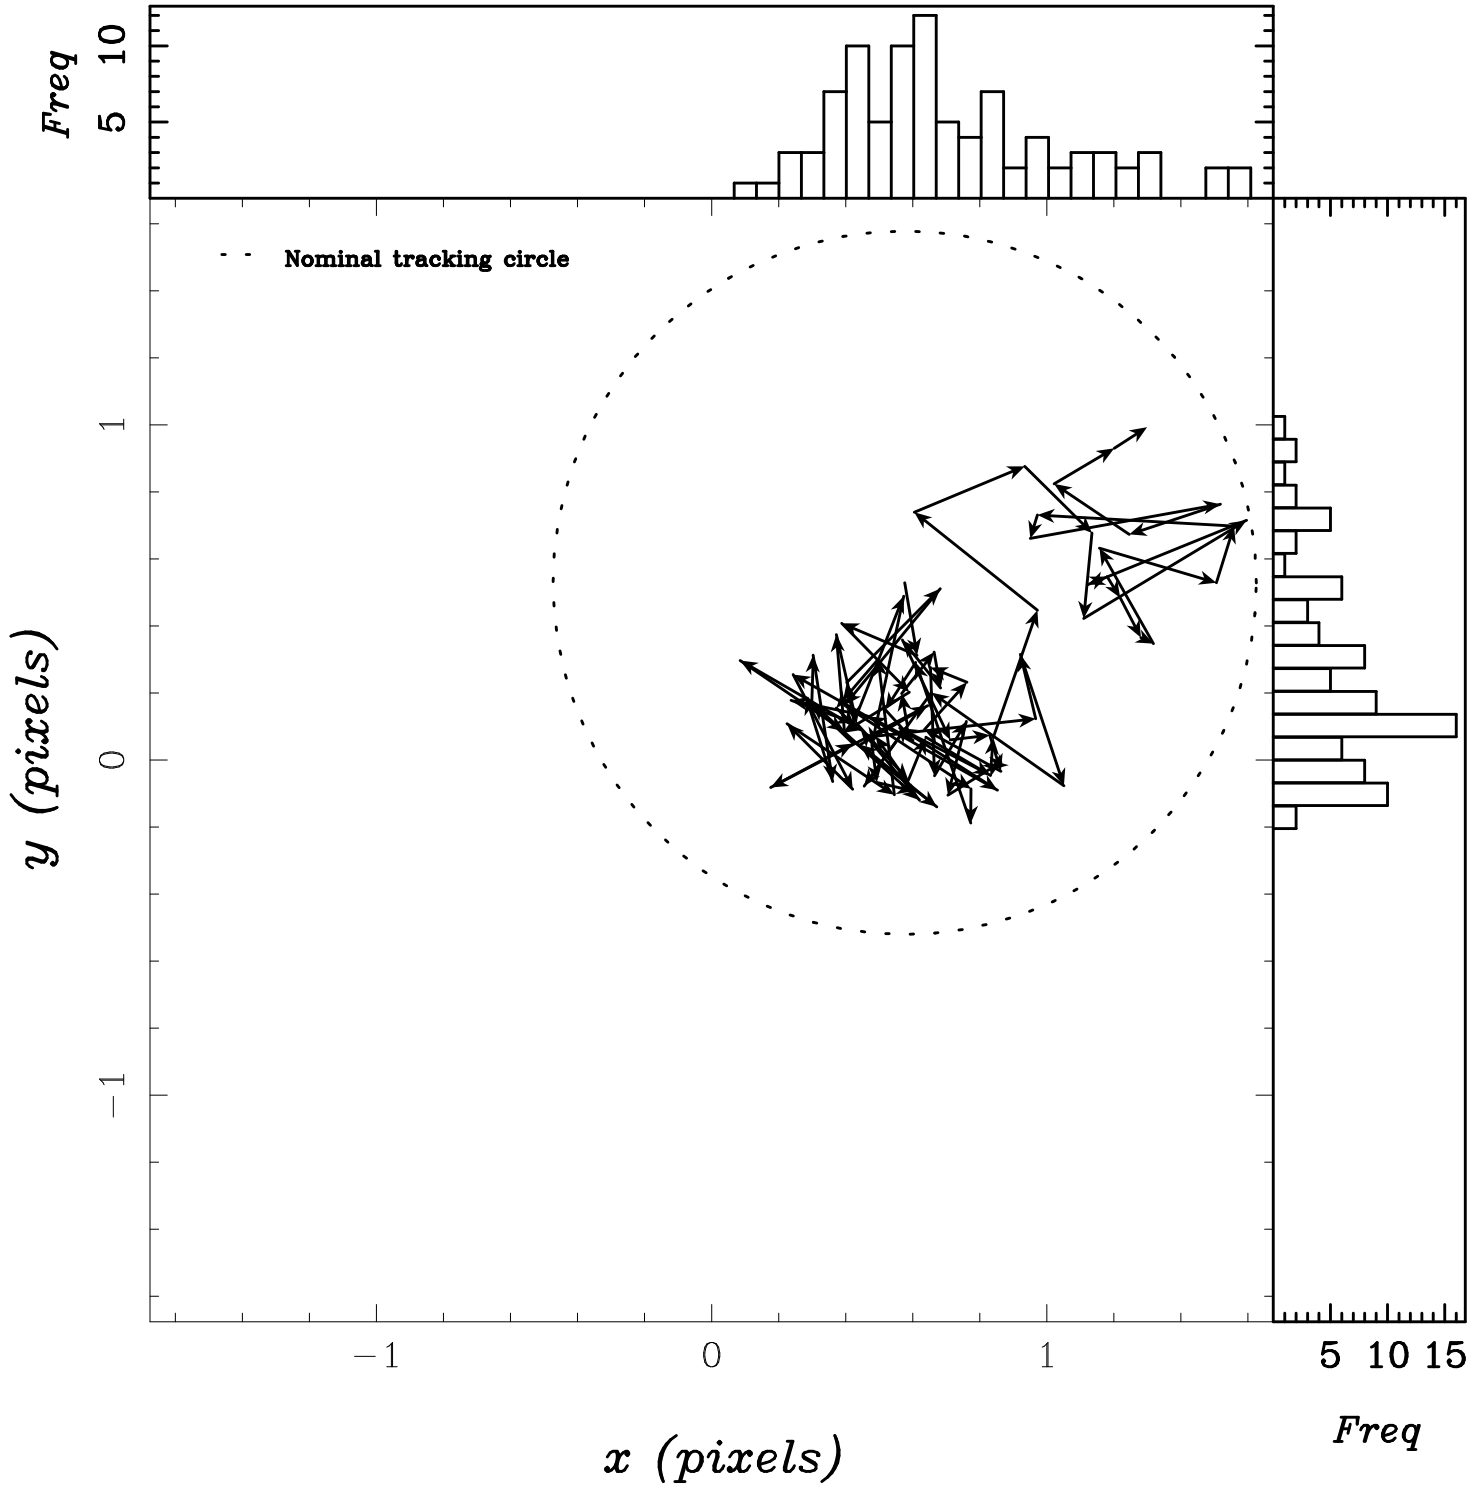 Freq
10
5
Nominal tracking circle
1
0
−1
y (pixels)
−1 0 1
x (pixels)
5 10 15
Freq